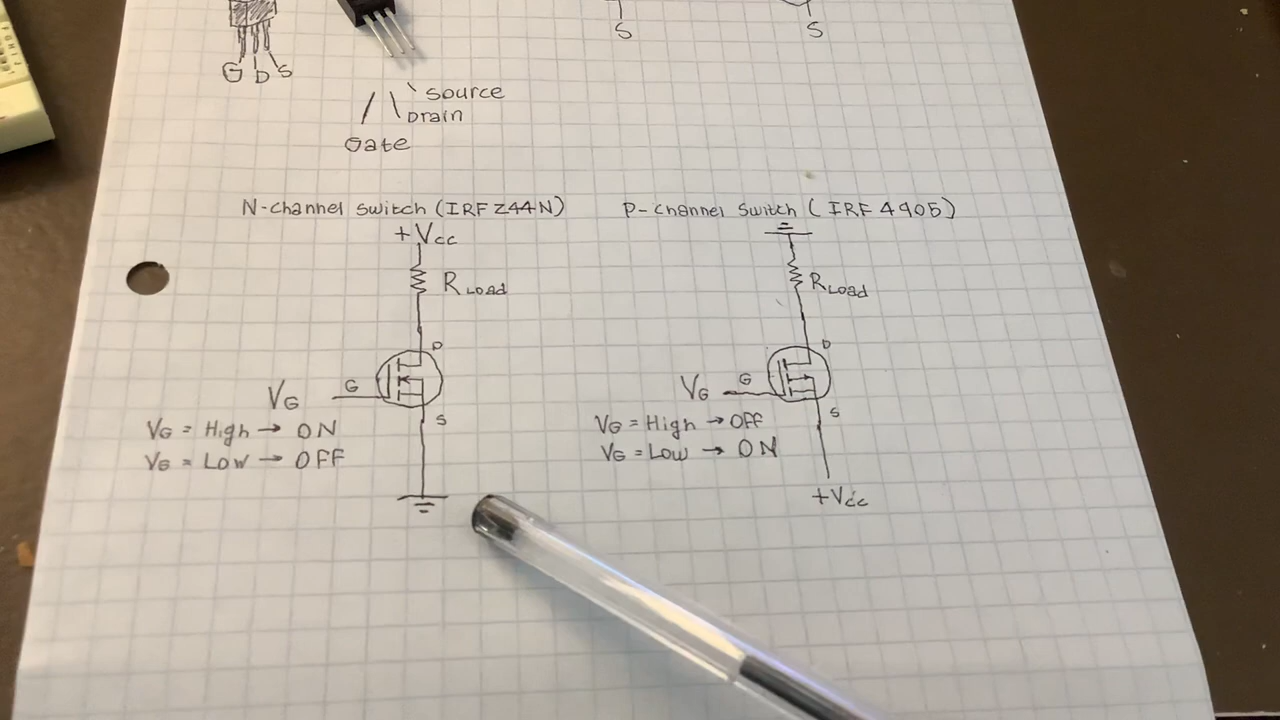 S
S
G D S
Source
Drain
Gate
N-channel switch (IRFZ44N)
P-channel switch (IRF4905)
+Vcc
RLoad
D
G
VG
S
VG = High → ON
VG = Low → OFF
RLoad
D
G
VG
S
VG = High → Off
VG = Low → ON
+Vcc